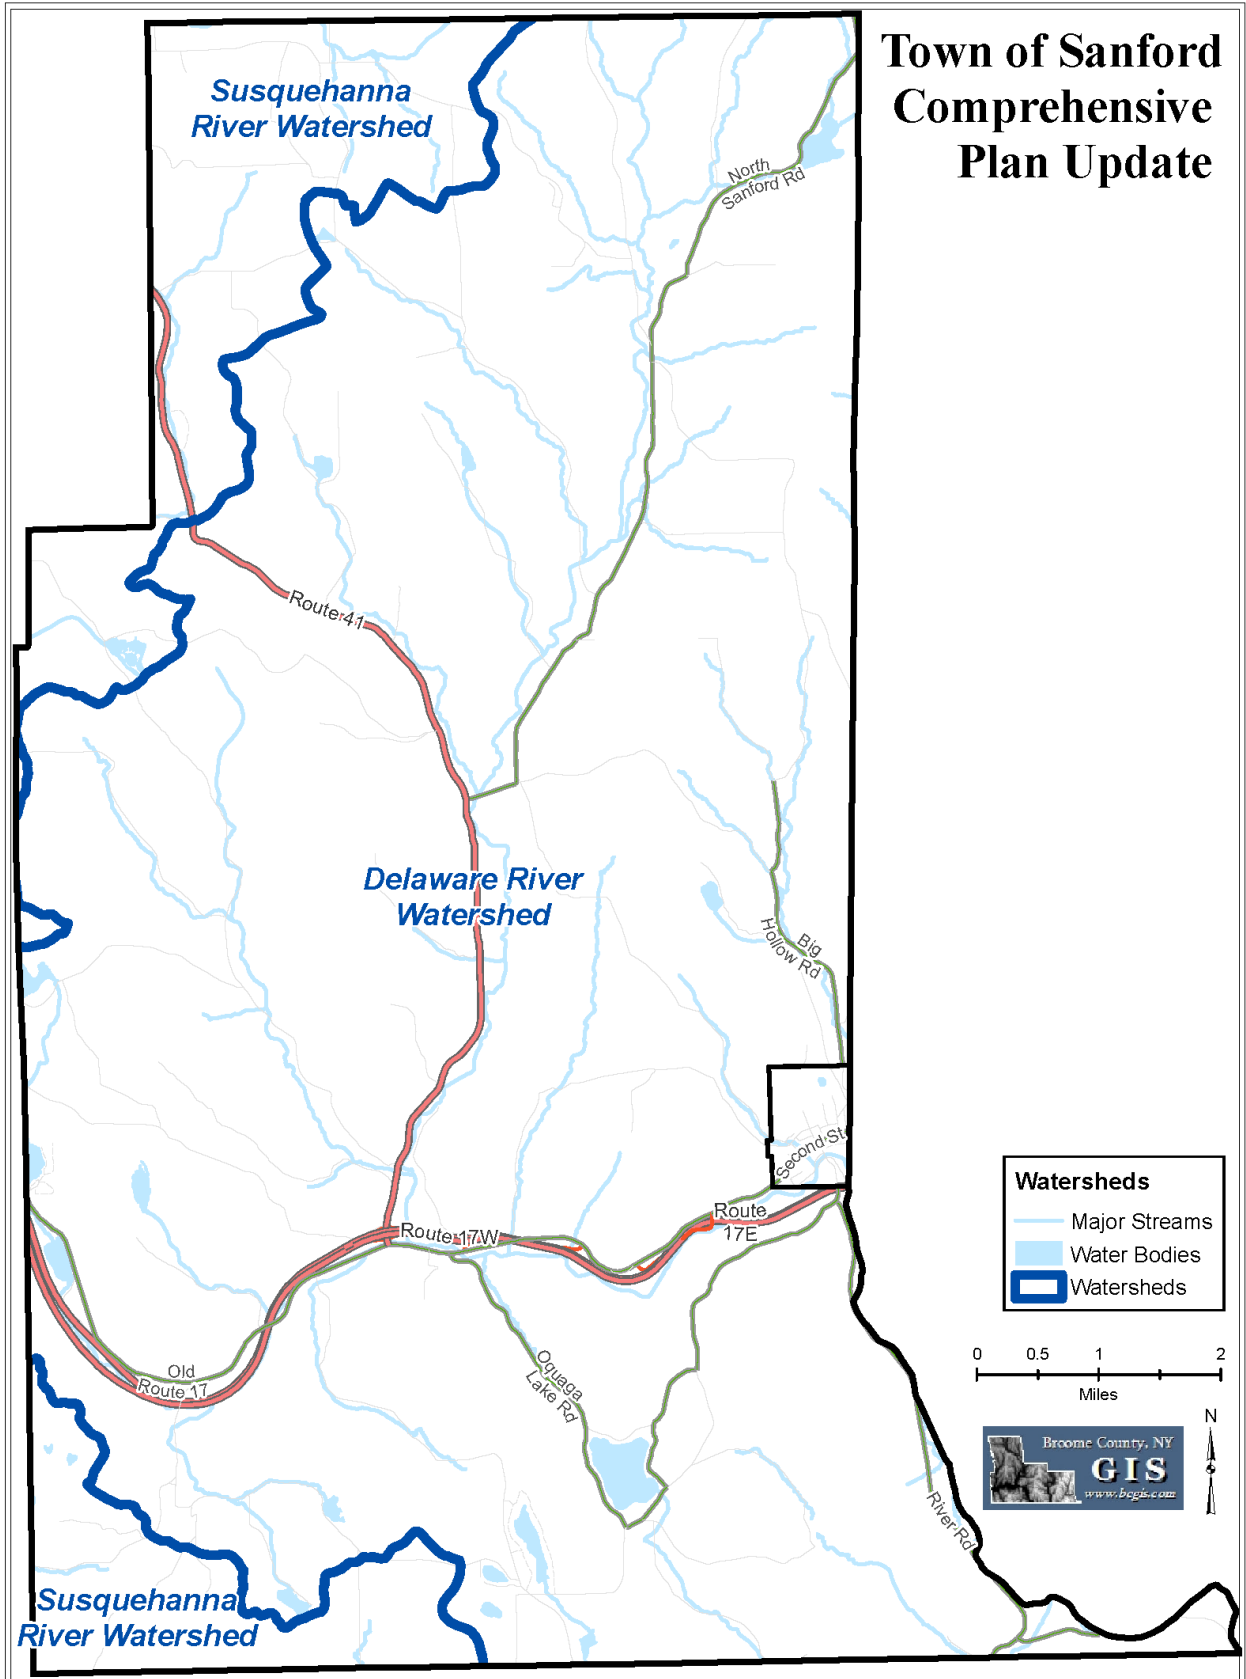 Town of Sanford
Comprehensive
Plan Update
Susquehanna
River Watershed
North
Sanford Rd
Route 41
Delaware River
Watershed
Big
Hollow Rd
Second St
Route 17W
Route
17E
Old
Route 17
Oquaga
Lake Rd
River Rd
Susquehanna
River Watershed
Watersheds
Major Streams
Water Bodies
Watersheds
0 0.5 1 2
Miles
N
Broome County, NY
GIS
www.bcgis.com